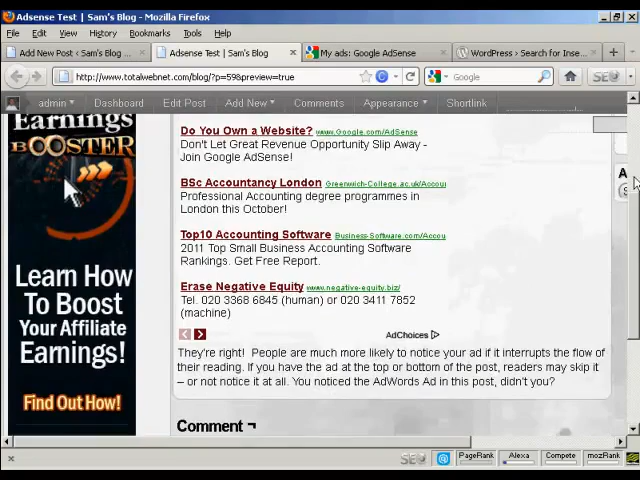 Adsense Test | Sam's Blog - Mozilla Firefox
File Edit View History Bookmarks Tools Help
Add New Post ‹ Sam's Blog ...
Adsense Test | Sam's Blog
My ads: Google AdSense
WordPress › Search for Inse...
http://www.totalwebnet.com/blog/?p=598&preview=true
Google
SEO
admin Dashboard Edit Post Add New Comments Appearance Shortlink
Earnings
BOOSTER
Learn How
To Boost
Your Affiliate
Earnings!
Find Out How!
Do You Own a Website? www.Google.com/AdSense
Don't Let Great Revenue Opportunity Slip Away -
Join Google AdSense!
BSc Accountancy London Greenwich-College.ac.uk/Accou
Professional Accounting degree programmes in
London this October!
Top10 Accounting Software Business-Software.com/Accou
2011 Top Small Business Accounting Software
Rankings. Get Free Report.
Erase Negative Equity www.negative-equity.biz/
Tel. 020 3368 6845 (human) or 020 3411 7852
(machine)
AdChoices
They're right! People are much more likely to notice your ad if it interrupts the flow of
their reading. If you have the ad at the top or bottom of the post, readers may skip it
– or not notice it at all. You noticed the AdWords Ad in this post, didn't you?
Comment ¬
A
S
SEO
PageRank Alexa Compete mozRank